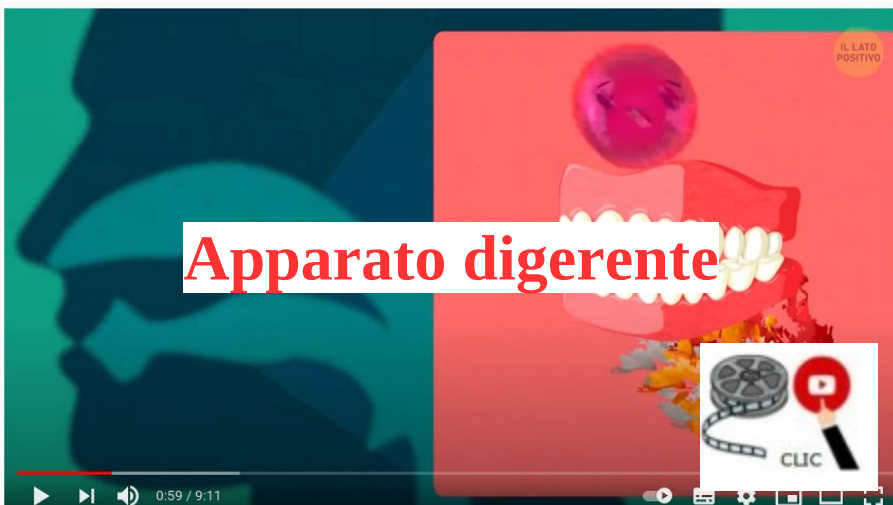 IL LATO
POSITIVO
Apparato digerente
CLIC
0:59 / 9:11